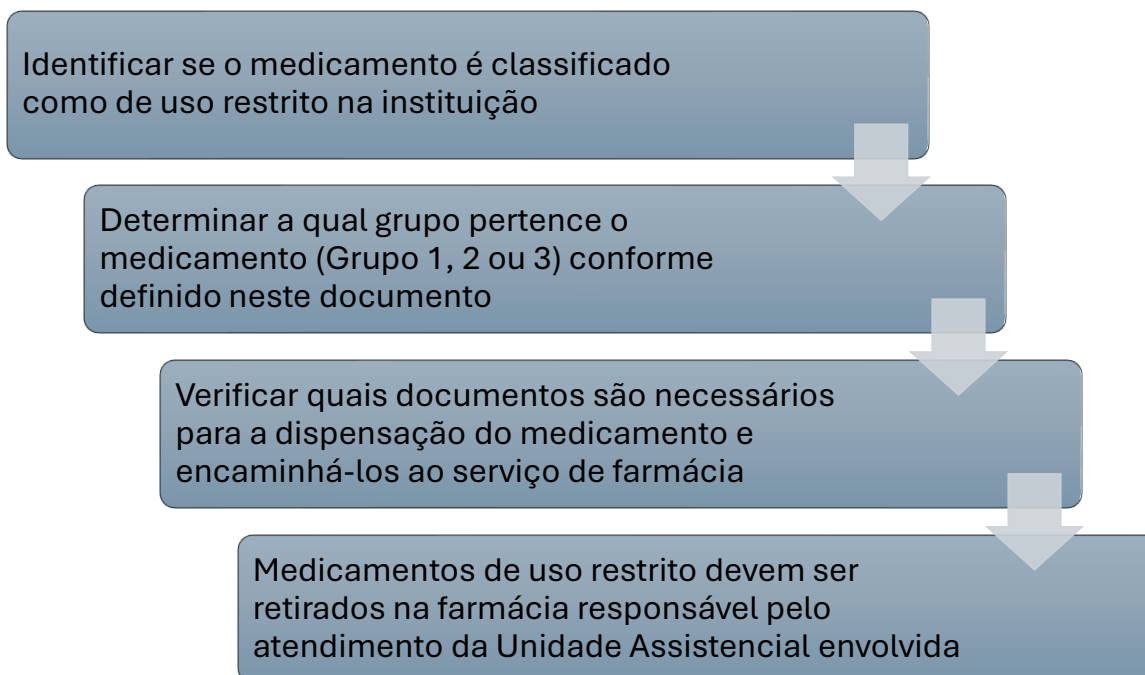 Identificar se o medicamento é classificado
como de uso restrito na instituição
Determinar a qual grupo pertence o
medicamento (Grupo 1, 2 ou 3) conforme
definido neste documento
Verificar quais documentos são necessários
para a dispensação do medicamento e
encaminhá-los ao serviço de farmácia
Medicamentos de uso restrito devem ser
retirados na farmácia responsável pelo
atendimento da Unidade Assistencial envolvida